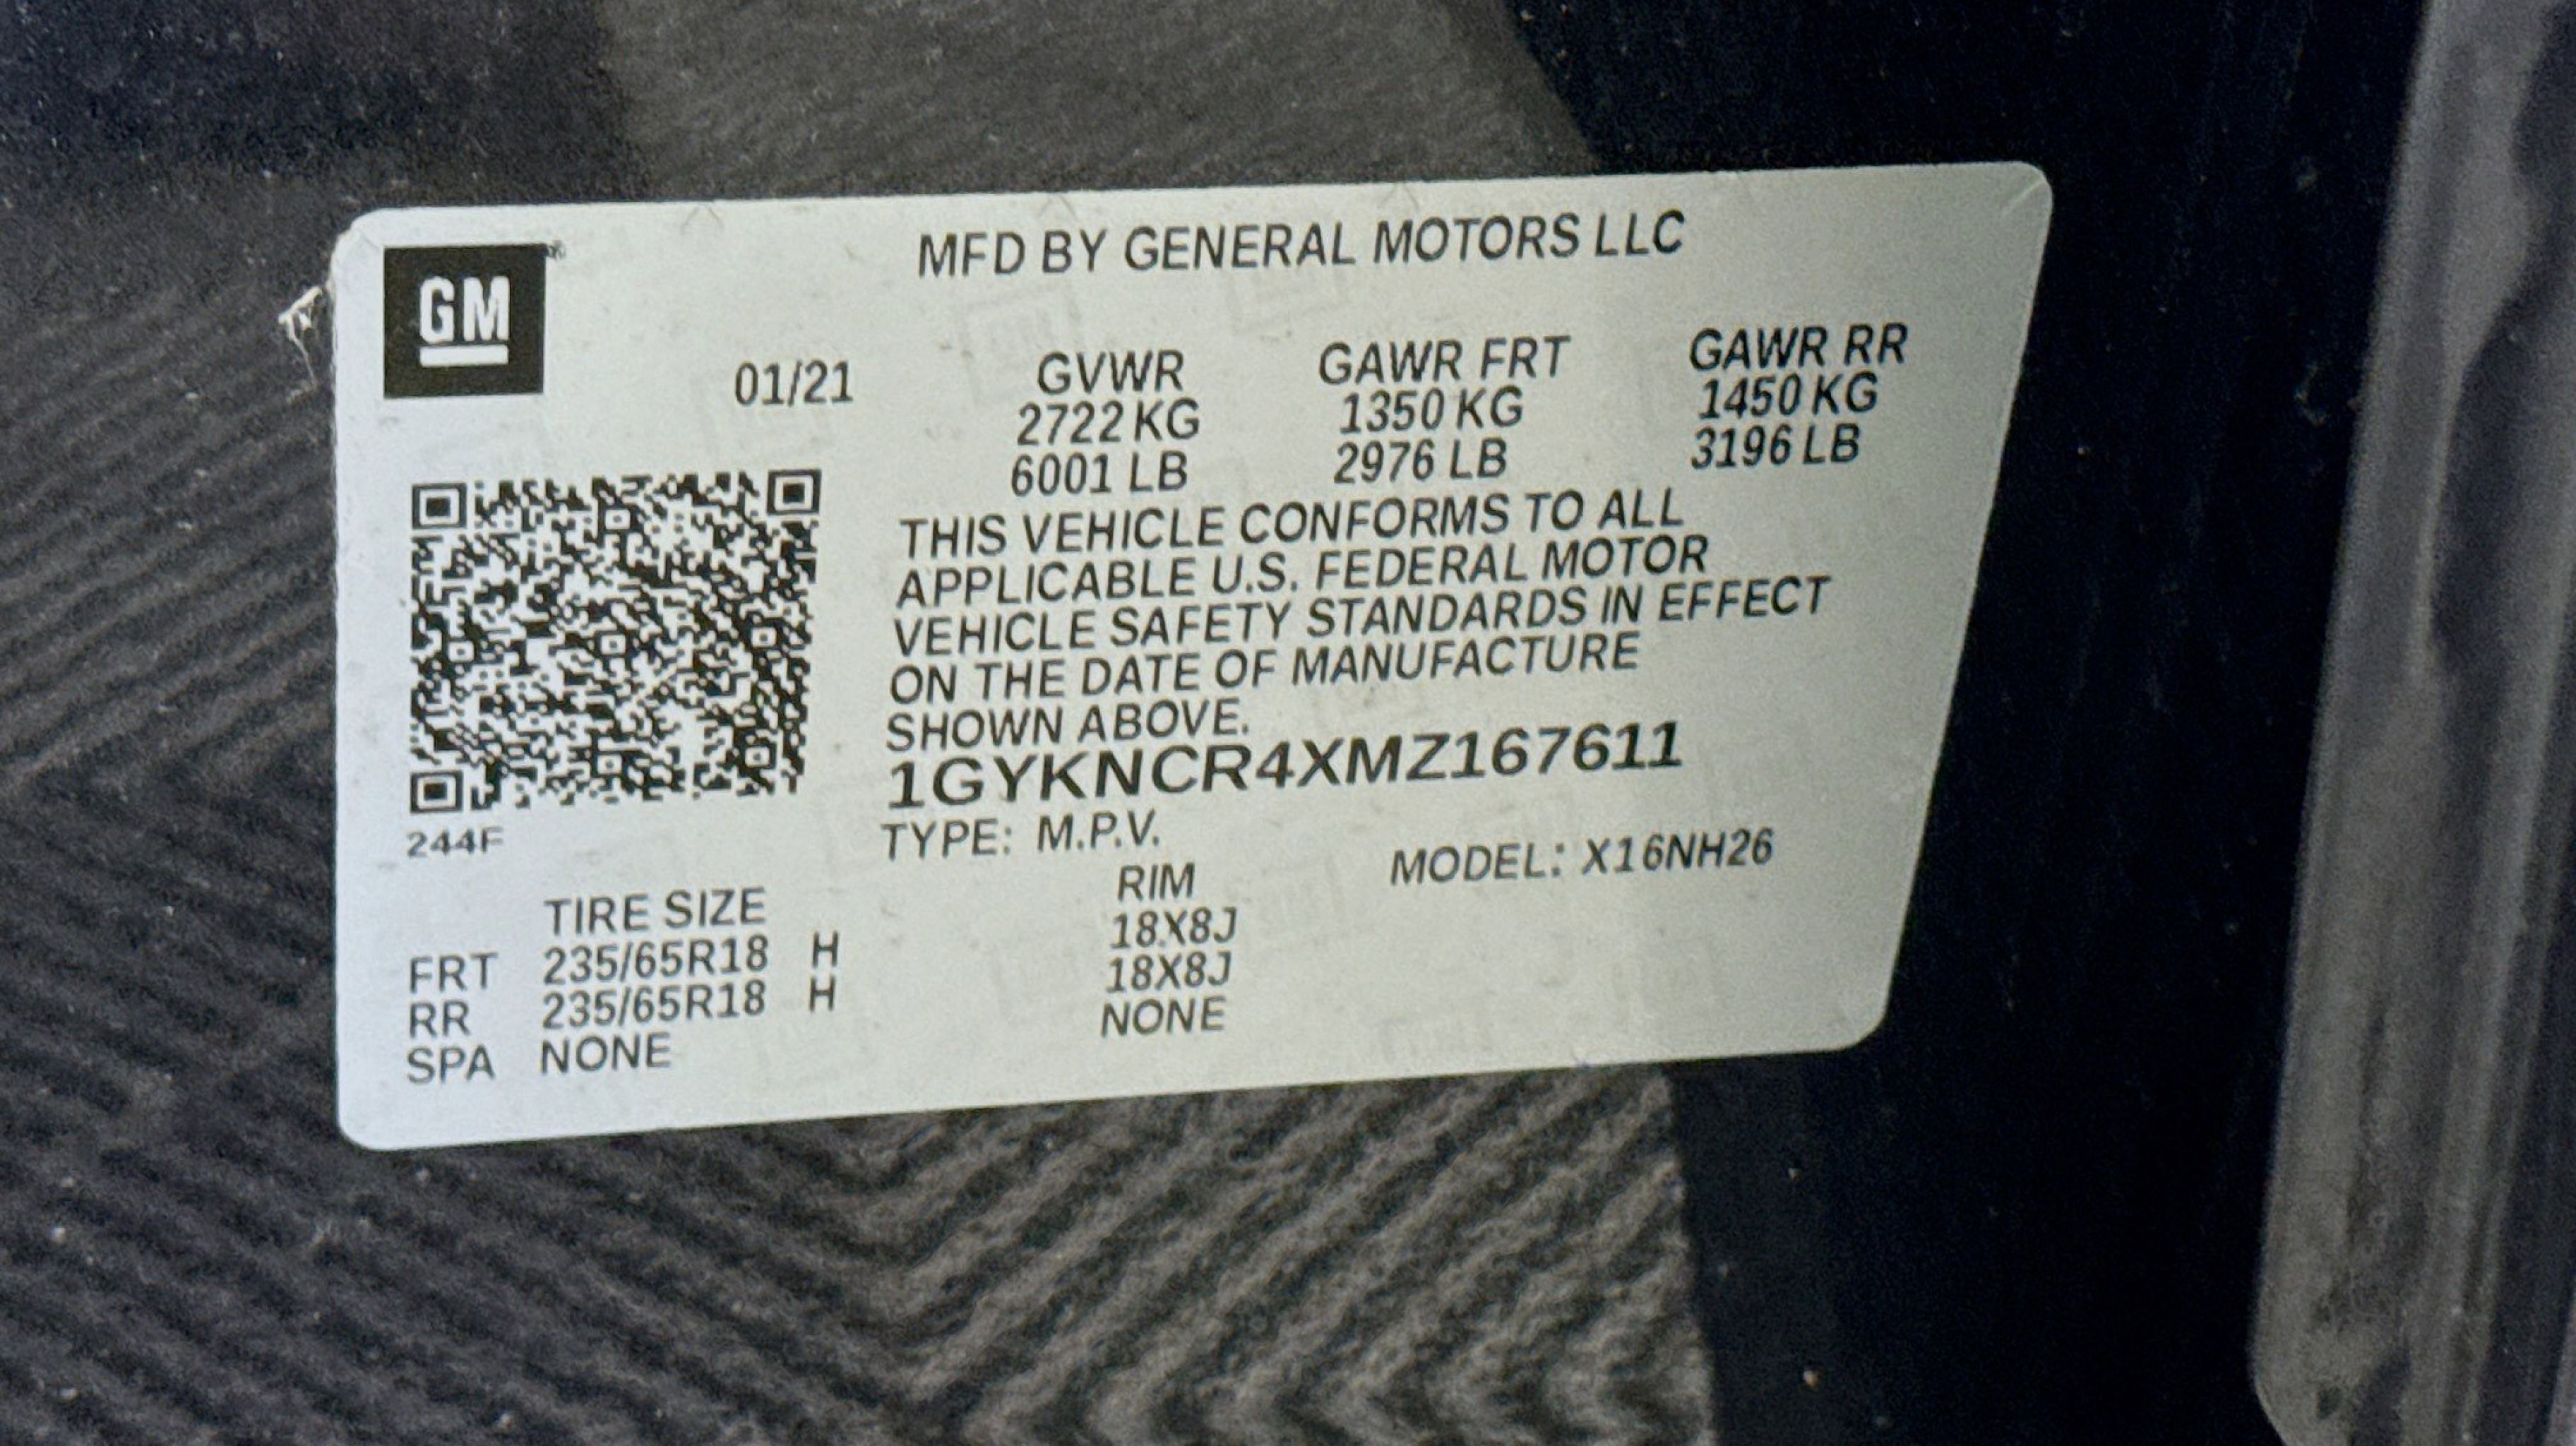 GM
MFD BY GENERAL MOTORS LLC
01/21
GVWR
2722 KG
6001 LB
GAWR FRT
1350 KG
2976 LB
GAWR RR
1450 KG
3196 LB
THIS VEHICLE CONFORMS TO ALL
APPLICABLE U.S. FEDERAL MOTOR
VEHICLE SAFETY STANDARDS IN EFFECT
ON THE DATE OF MANUFACTURE
SHOWN ABOVE.
1GYKNCR4XMZ167611
244F
TYPE: M.P.V.
MODEL: X16NH26
TIRE SIZE RIM
FRT 235/65R18 H 18X8J
RR 235/65R18 H 18X8J
SPA NONE NONE